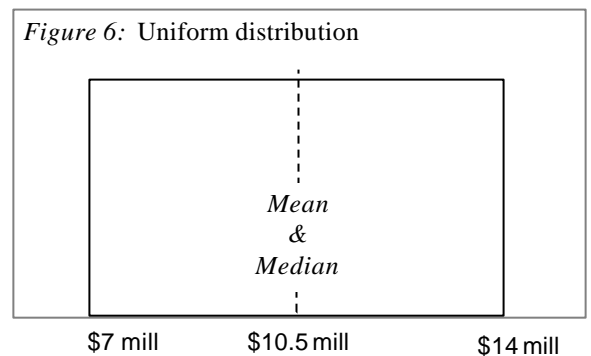 Figure 6: Uniform distribution
Mean
&
Median
$7 mill
$10.5 mill
$14 mill